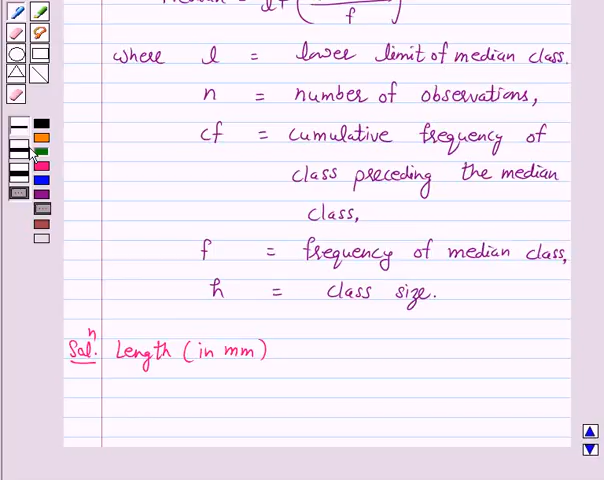 l +
f
where l = lower limit of median class.
n = number of observations,
cf = cumulative frequency of
class preceding the median
class,
f = frequency of median class,
h = class size.
Sol.n Length (in mm)